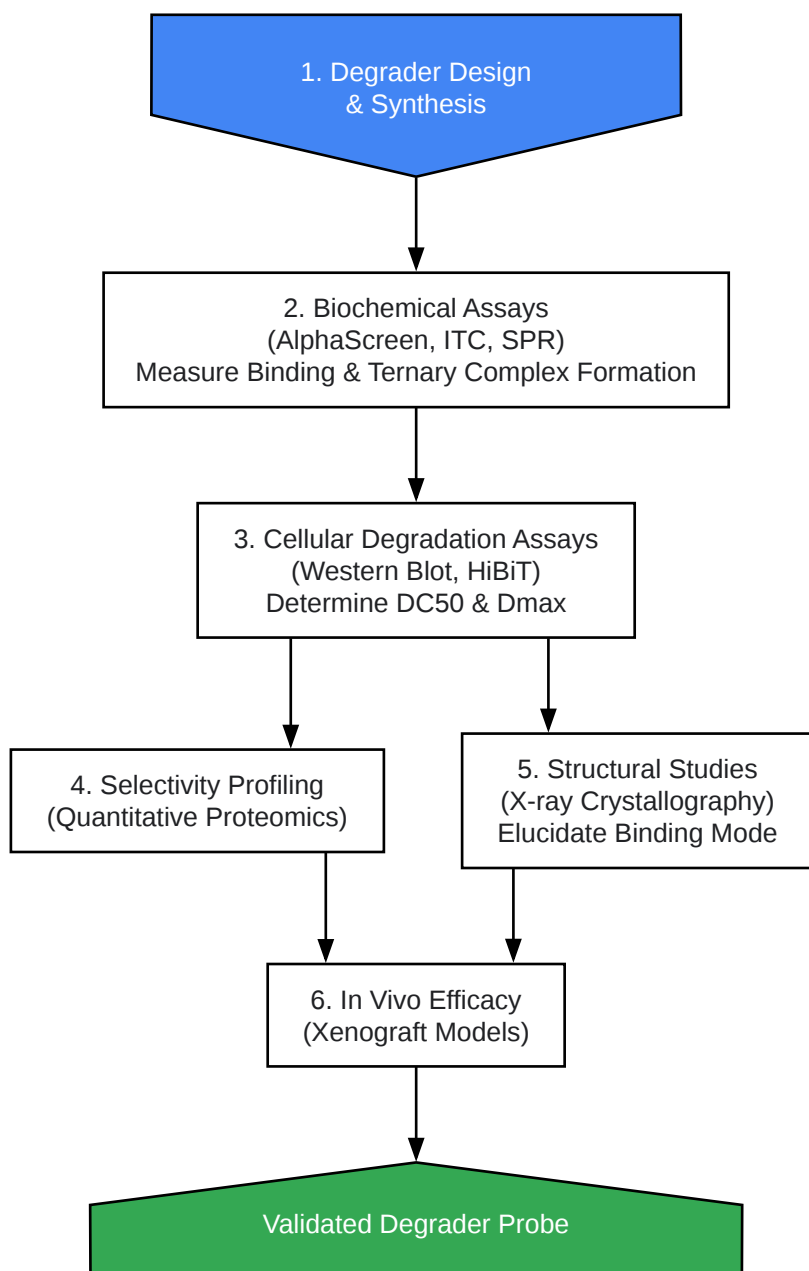 1. Degrader Design
& Synthesis
2. Biochemical Assays
(AlphaScreen, ITC, SPR)
Measure Binding & Ternary Complex Formation
3. Cellular Degradation Assays
(Western Blot, HiBiT)
Determine DC50 & Dmax
4. Selectivity Profiling
(Quantitative Proteomics)
5. Structural Studies
(X-ray Crystallography)
Elucidate Binding Mode
6. In Vivo Efficacy
(Xenograft Models)
Validated Degrader Probe